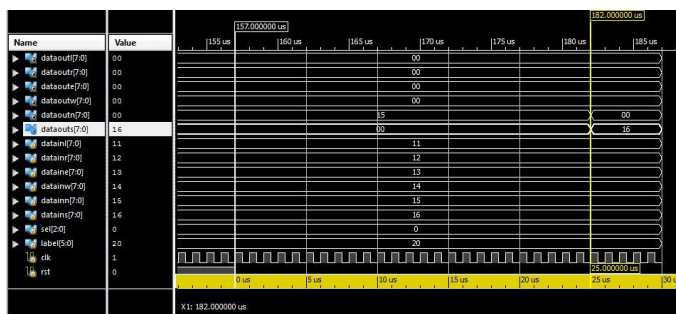 182.000000 us
157.000000 us
Name Value |155 us |160 us |165 us |170 us |175 us |180 us |185 us
dataoutl[7:0] 00 00
dataoutr[7:0] 00 00
dataoute[7:0] 00 00
dataoutw[7:0] 00 00
dataoutn[7:0] 00 15 00
dataouts[7:0] 16 00 16
datainl[7:0] 11 11
datainr[7:0] 12 12
dataine[7:0] 13 13
datainw[7:0] 14 14
datainn[7:0] 15 15
datains[7:0] 16 16
sel[2:0] 0 0
label[5:0] 20 20
clk 1
25.000000 us
rst 0
0 us |5 us |10 us |15 us |20 us 25 us |30 u
X1: 182.000000 us